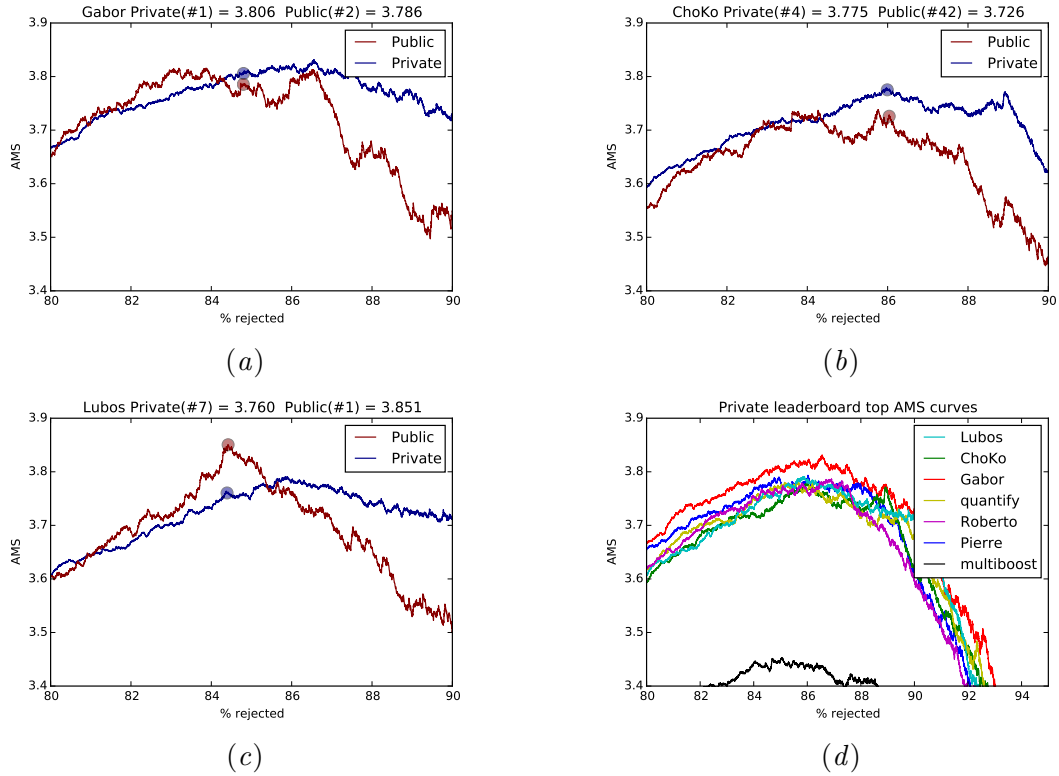 Gabor Private(#1) = 3.806 Public(#2) = 3.786
3.9
3.8
3.7
3.6
3.5
3.4
AMS
Public
Private
80 82 84 86 88 90
% rejected
(a)
ChoKo Private(#4) = 3.775 Public(#42) = 3.726
3.9
3.8
3.7
3.6
3.5
3.4
AMS
Public
Private
80 82 84 86 88 90
% rejected
(b)
Lubos Private(#7) = 3.760 Public(#1) = 3.851
3.9
3.8
3.7
3.6
3.5
3.4
AMS
Public
Private
80 82 84 86 88 90
% rejected
(c)
Private leaderboard top AMS curves
3.9
3.8
3.7
3.6
3.5
3.4
AMS
Lubos
ChoKo
Gabor
quantify
Roberto
Pierre
multiboost
80 82 84 86 88 90 92 94
% rejected
(d)